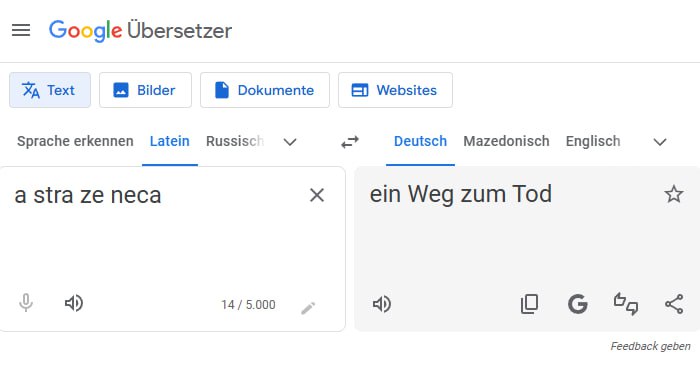 Google Übersetzer
Text Bilder Dokumente Websites
Sprache erkennen Latein Russisch Deutsch Mazedonisch Englisch
a stra ze neca
ein Weg zum Tod
14 / 5.000
Feedback geben